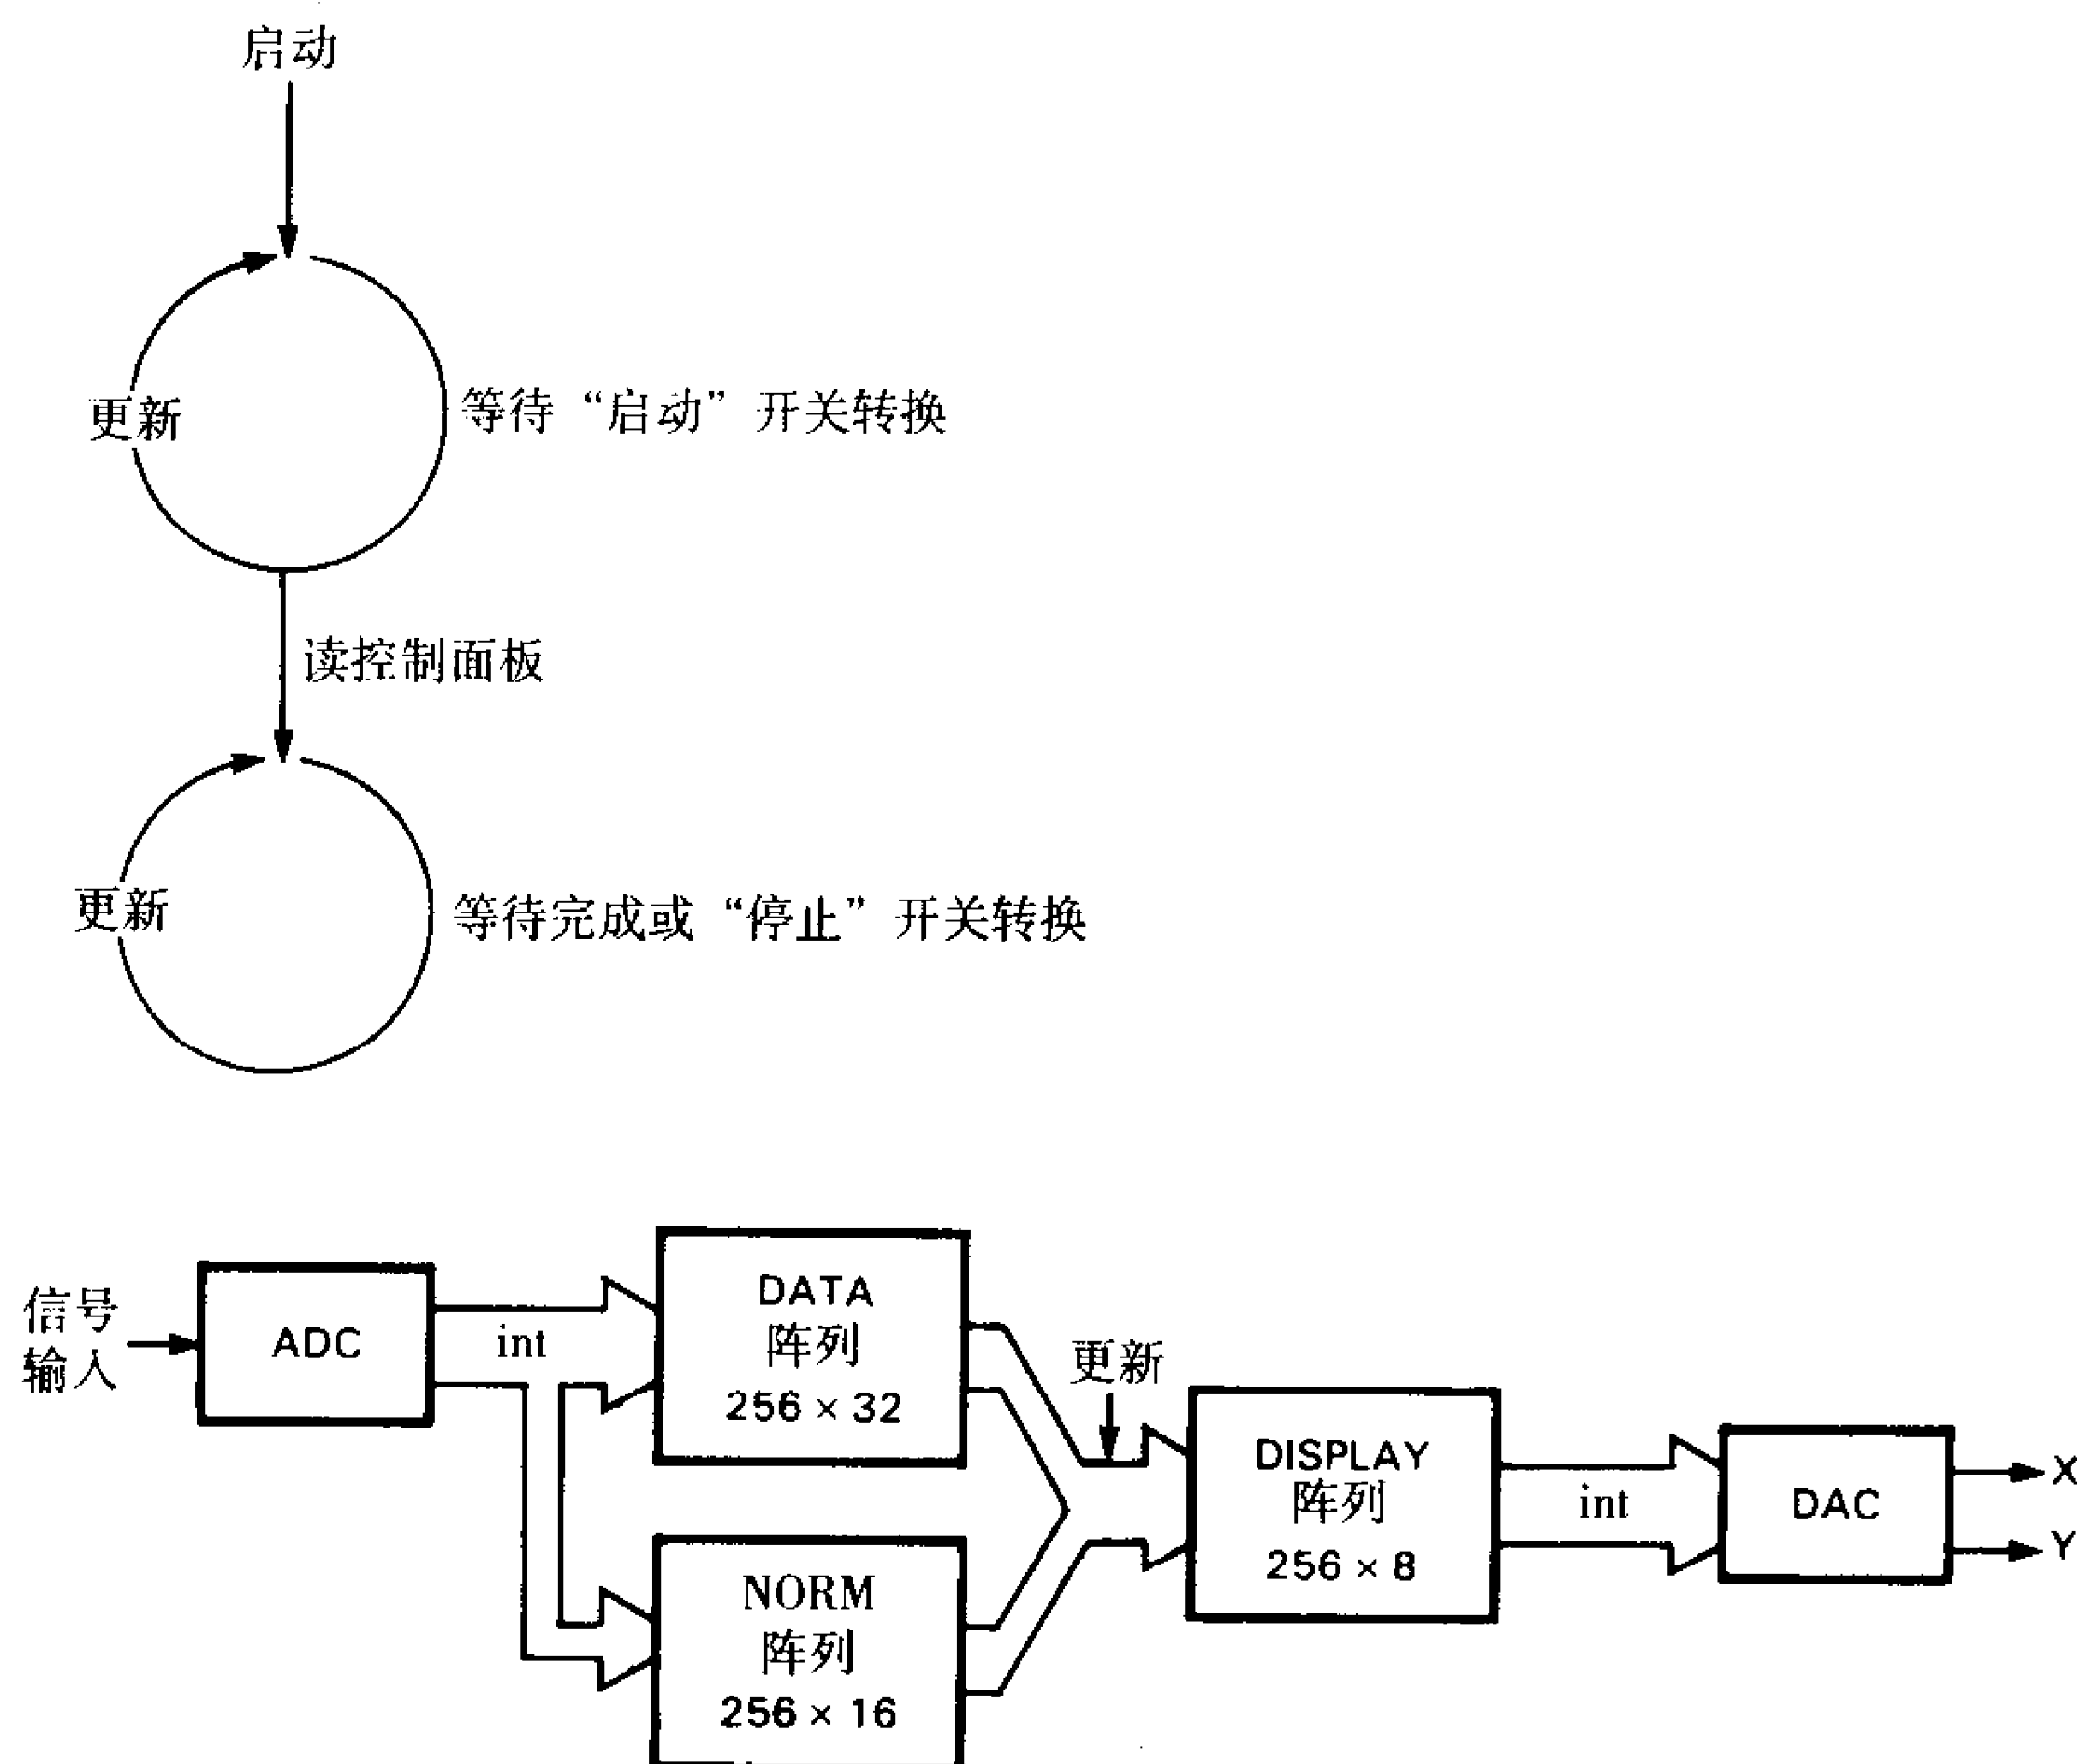 启动
更新
等待“启动”开关转换
读控制面板
更新
等待完成或“停止”开关转换
信号
输入
ADC
int
DATA
阵列
256 × 32
NORM
阵列
256 × 16
更新
DISPLAY
阵列
256 × 8
int
DAC
X
Y